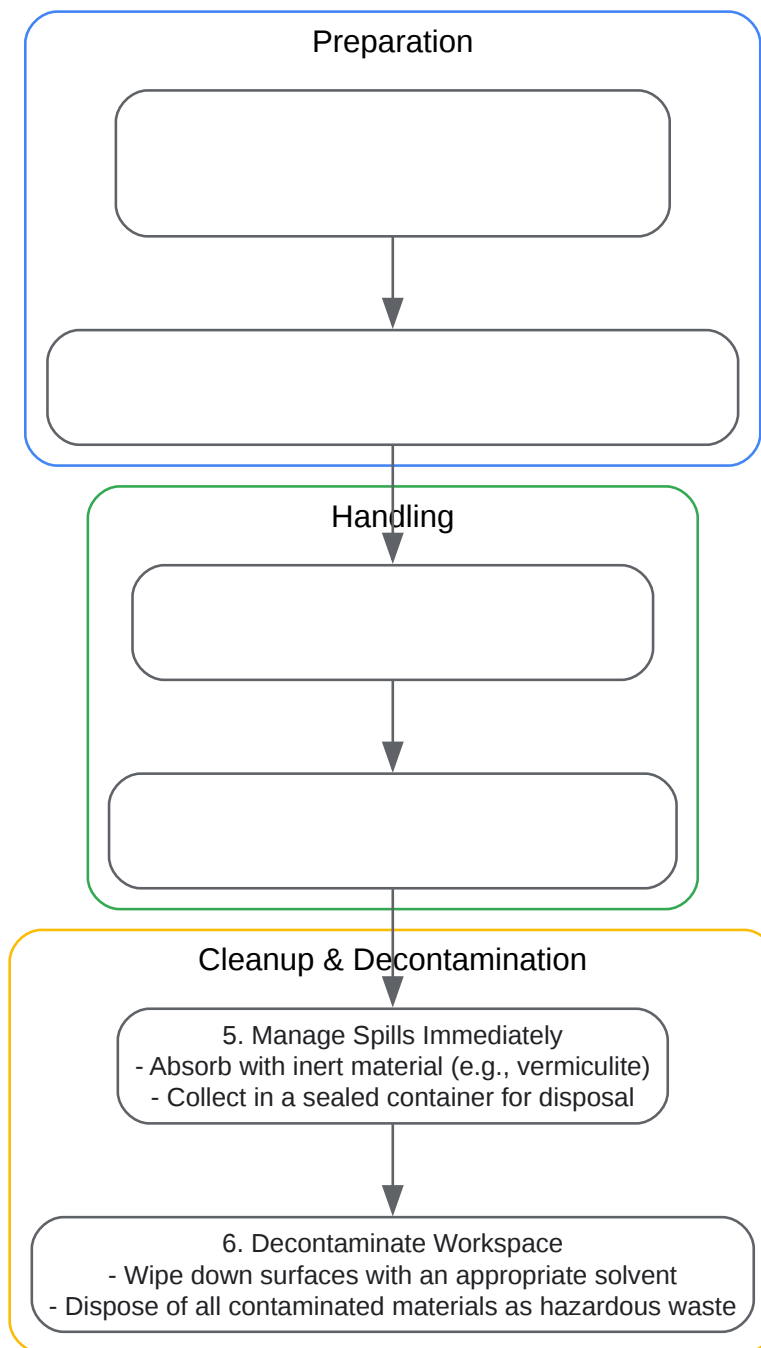 Preparation
Handling
Cleanup & Decontamination
5. Manage Spills Immediately
- Absorb with inert material (e.g., vermiculite)
- Collect in a sealed container for disposal
6. Decontaminate Workspace
- Wipe down surfaces with an appropriate solvent
- Dispose of all contaminated materials as hazardous waste